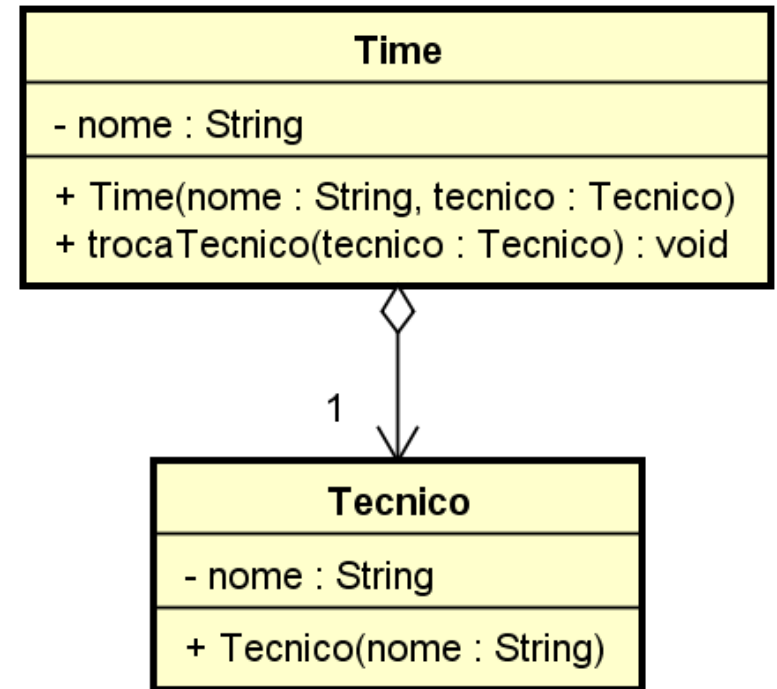 Time
- nome : String
+ Time(nome : String, tecnico : Tecnico)
+ trocaTecnico(tecnico : Tecnico) : void
1
Tecnico
- nome : String
+ Tecnico(nome : String)